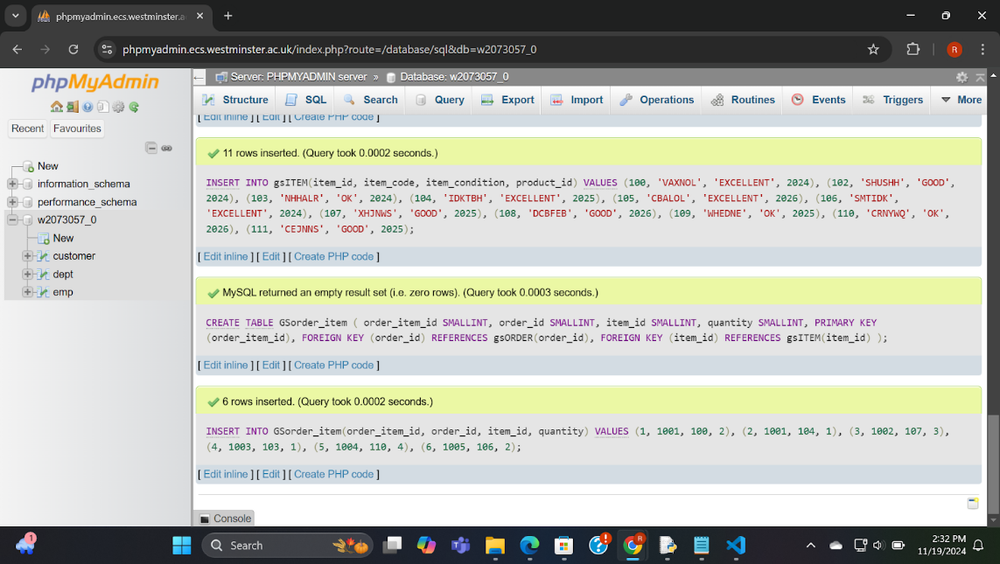 phpmyadmin.ecs.westminster.a
phpmyadmin.ecs.westminster.ac.uk/index.php?route=/database/sql&db=w2073057_0
R
phpMyAdmin
Recent
Favourites
New
information_schema
performance_schema
w2073057_0
New
customer
dept
emp
Server: PHPMYADMIN server » Database: w2073057_0
Structure
SQL
Search
Query
Export
Import
Operations
Routines
Events
Triggers
More
[ Edit inline ] [ Edit ] [ Create PHP code ]
11 rows inserted. (Query took 0.0002 seconds.)
INSERT INTO gsITEM(item_id, item_code, item_condition, product_id) VALUES (100, 'VAXNOL', 'EXCELLENT', 2024), (102, 'SHUSHH', 'GOOD',
2024), (103, 'NHHALR', 'OK', 2024), (104, 'IDKTBH', 'EXCELLENT', 2025), (105, 'CBALOL', 'EXCELLENT', 2026), (106, 'SMTIDK',
'EXCELLENT', 2024), (107, 'XHJNWS', 'GOOD', 2025), (108, 'DCBFEB', 'GOOD', 2026), (109, 'WHEDNE', 'OK', 2025), (110, 'CRNYWQ', 'OK',
2026), (111, 'CEJNNS', 'GOOD', 2025);
[ Edit inline ] [ Edit ] [ Create PHP code ]
MySQL returned an empty result set (i.e. zero rows). (Query took 0.0003 seconds.)
CREATE TABLE GSorder_item ( order_item_id SMALLINT, order_id SMALLINT, item_id SMALLINT, quantity SMALLINT, PRIMARY KEY
(order_item_id), FOREIGN KEY (order_id) REFERENCES gsORDER(order_id), FOREIGN KEY (item_id) REFERENCES gsITEM(item_id) );
[ Edit inline ] [ Edit ] [ Create PHP code ]
6 rows inserted. (Query took 0.0002 seconds.)
INSERT INTO GSorder_item(order_item_id, order_id, item_id, quantity) VALUES (1, 1001, 100, 2), (2, 1001, 104, 1), (3, 1002, 107, 3),
(4, 1003, 103, 1), (5, 1004, 110, 4), (6, 1005, 106, 2);
[ Edit inline ] [ Edit ] [ Create PHP code ]
Console
1
Search
R
2:32 PM
11/19/2024